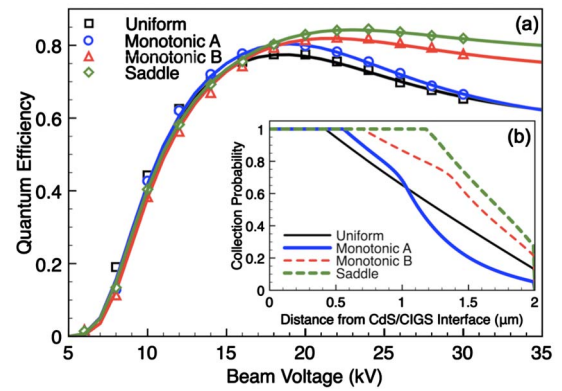 (a)
Uniform
Monotonic A
Monotonic B
Saddle
0.8
0.6
0.4
0.2
0
Quantum Efficiency
5 10 15 20 25 30 35
Beam Voltage (kV)
(b)
1
0.8
0.6
0.4
0.2
0
Collection Probability
Uniform
Monotonic A
Monotonic B
Saddle
0 0.5 1 1.5 2
Distance from CdS/CIGS Interface (μm)